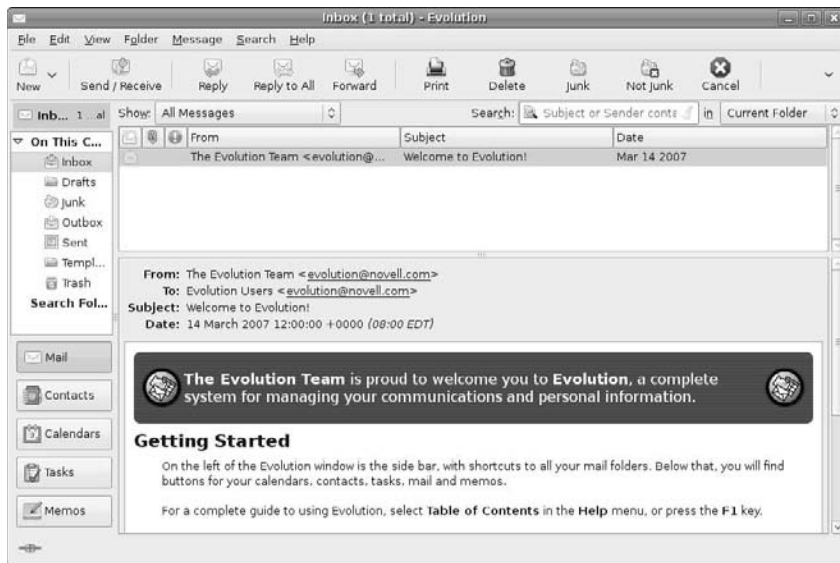 Inbox (1 total) - Evolution
File Edit View Folder Message Search Help
New Send / Receive Reply Reply to All Forward Print Delete Junk Not Junk Cancel
Inb... 1 ...al Show: All Messages Search: Subject or Sender conta in Current Folder
On This C... From Subject Date
Inbox The Evolution Team <evolution@... Welcome to Evolution! Mar 14 2007
Drafts
Junk
Outbox
Sent
Templ...
Trash
Search Fol...
From: The Evolution Team <evolution@novell.com>
To: Evolution Users <evolution@novell.com>
Subject: Welcome to Evolution!
Date: 14 March 2007 12:00:00 +0000 (08:00 EDT)
Mail
Contacts
Calendars
Tasks
Memos
The Evolution Team is proud to welcome you to Evolution, a complete
system for managing your communications and personal information.
Getting Started
On the left of the Evolution window is the side bar, with shortcuts to all your mail folders. Below that, you will find
buttons for your calendars, contacts, tasks, mail and memos.
For a complete guide to using Evolution, select Table of Contents in the Help menu, or press the F1 key.